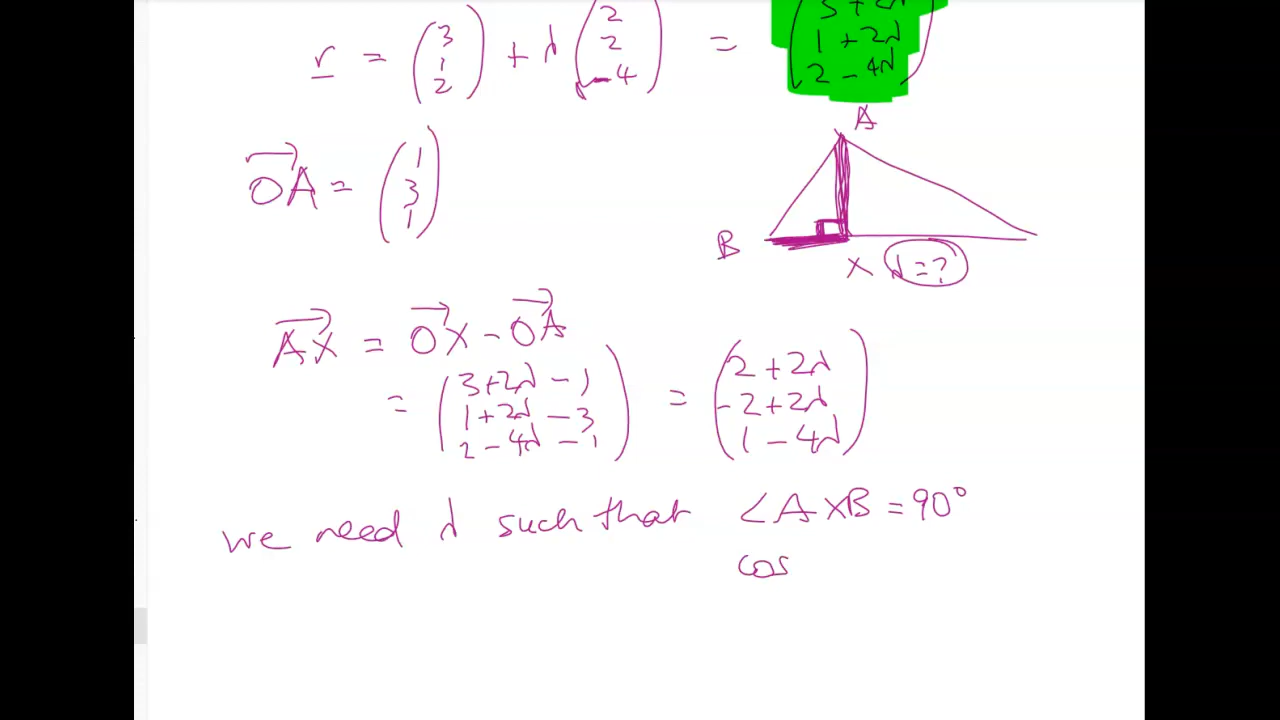 r = (3 1 2) + λ (2 2 -4) = (3 + 2λ 1 + 2λ 2 - 4λ)
A
OA = (1 3 1)
B
X λ = ?
AX = OX - OA
= (3+2λ - 1 1+2λ - 3 2 - 4λ - 1) = (2 + 2λ -2 + 2λ 1 - 4λ)
we need λ such that ∠AXB = 90°
cos